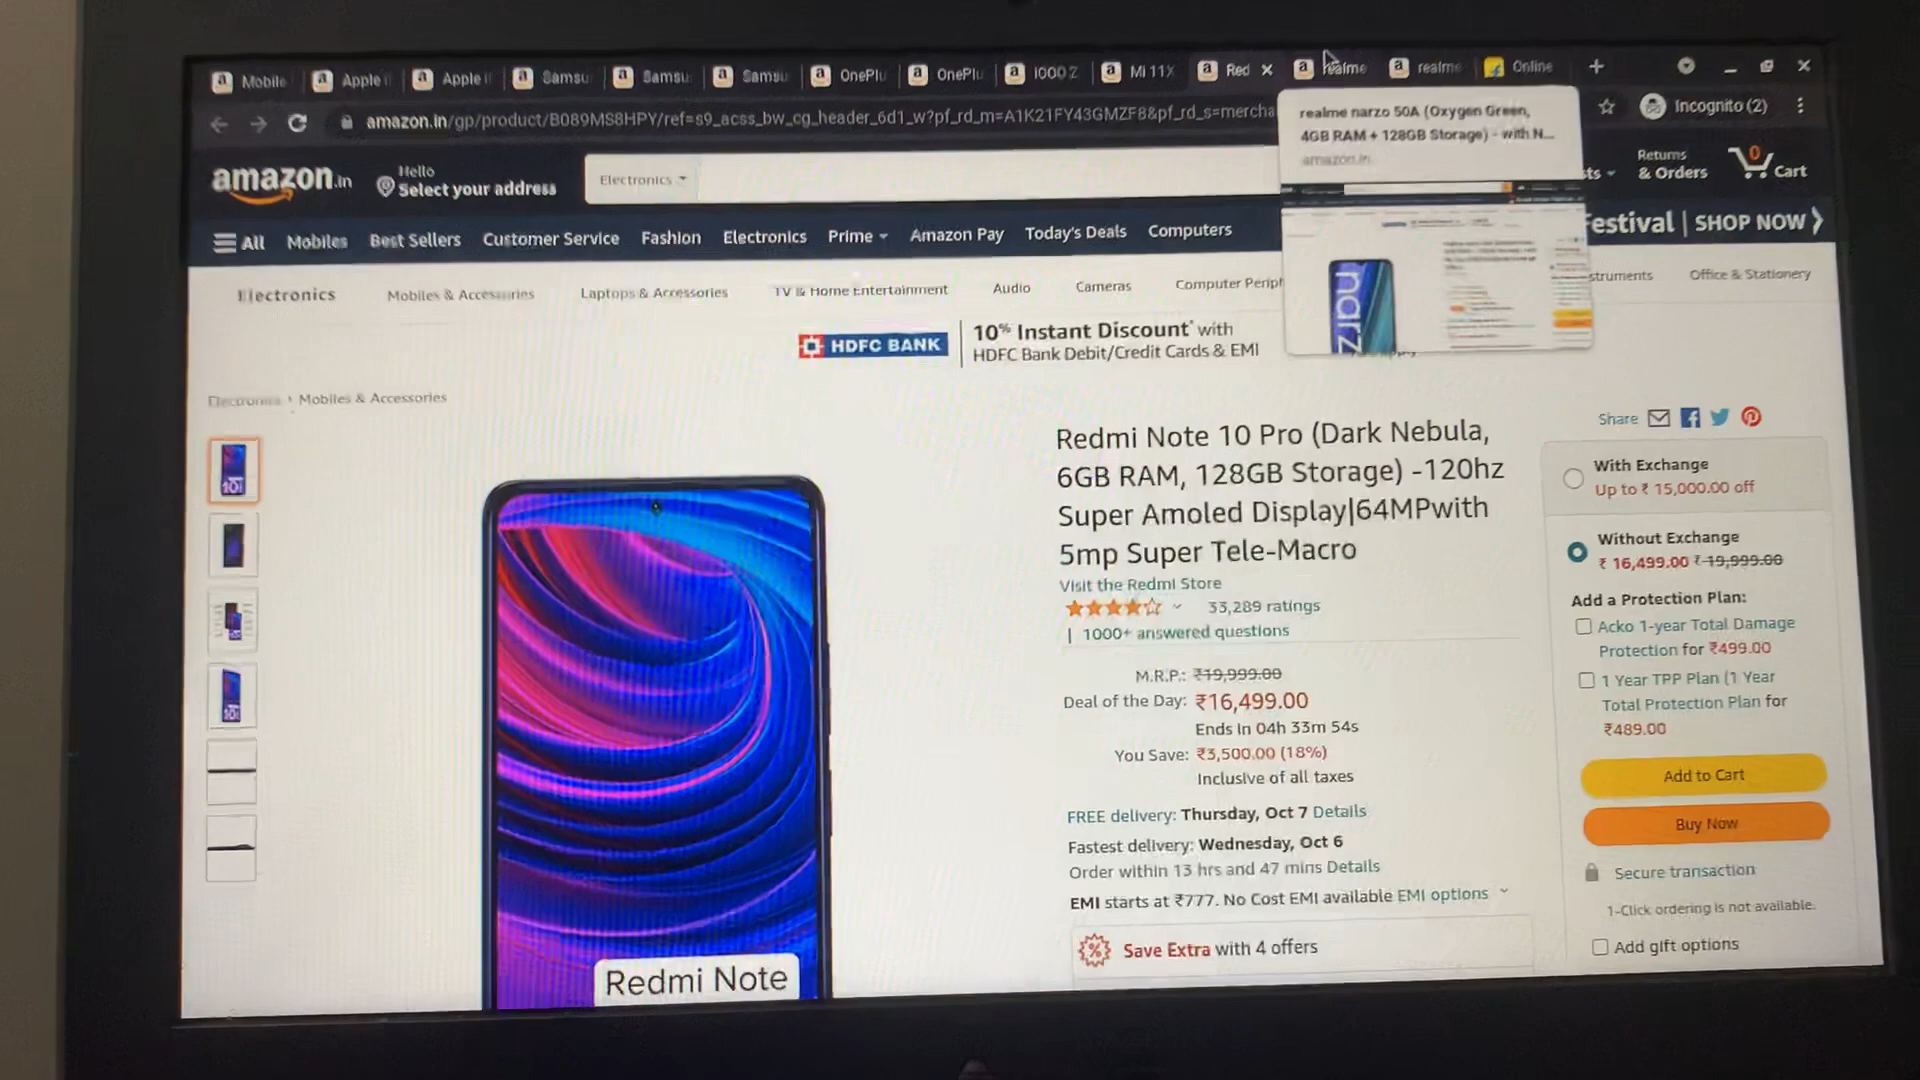 Mobile
Apple i
Apple i
Samsu
Samsu
Samsu
OnePlu
OnePlu
iQOO Z
Mi 11X
Red
realme
realme
Online
amazon.in/gp/product/B089MS8HPY/ref=s9_acss_bw_cg_header_6d1_w?pf_rd_m=A1K21FY43GMZF8&pf_rd_s=mercha
Incognito (2)
realme narzo 50A (Oxygen Green,
4GB RAM + 128GB Storage) - with N...
amazon.in
amazon.in
Hello
Select your address
Electronics
Returns
& Orders
0
Cart
All
Mobiles
Best Sellers
Customer Service
Fashion
Electronics
Prime
Amazon Pay
Today's Deals
Computers
Festival | SHOP NOW
Electronics
Mobiles & Accessories
Laptops & Accessories
TV & Home Entertainment
Audio
Cameras
Computer Periph
struments
Office & Stationery
narz
HDFC BANK
10% Instant Discount* with
HDFC Bank Debit/Credit Cards & EMI
Electronics › Mobiles & Accessories
Redmi Note 10 Pro (Dark Nebula,
6GB RAM, 128GB Storage) -120hz
Super Amoled Display|64MPwith
5mp Super Tele-Macro
Visit the Redmi Store
33,289 ratings
| 1000+ answered questions
M.R.P.: ₹19,999.00
Deal of the Day: ₹16,499.00
Ends in 04h 33m 54s
You Save: ₹3,500.00 (18%)
Inclusive of all taxes
FREE delivery: Thursday, Oct 7 Details
Fastest delivery: Wednesday, Oct 6
Order within 13 hrs and 47 mins Details
EMI starts at ₹777. No Cost EMI available EMI options
Save Extra with 4 offers
Redmi Note
Share
With Exchange
Up to ₹ 15,000.00 off
Without Exchange
₹ 16,499.00 ₹ 19,999.00
Add a Protection Plan:
Acko 1-year Total Damage
Protection for ₹499.00
1 Year TPP Plan (1 Year
Total Protection Plan for
₹489.00
Add to Cart
Buy Now
Secure transaction
1-Click ordering is not available.
Add gift options